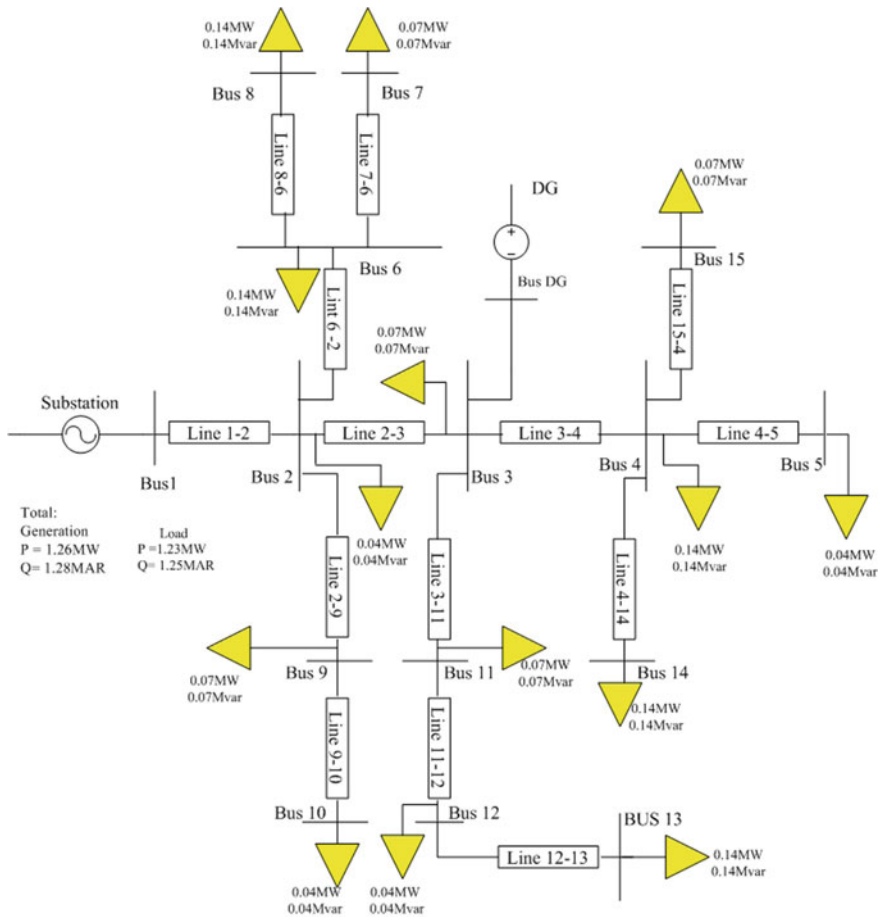 0.14MW
0.14Mvar
0.07MW
0.07Mvar
Bus 8
Bus 7
Line 8-6
Line 7-6
0.07MW
0.07Mvar
DG
Bus 6
Bus DG
Bus 15
0.14MW
0.14Mvar
Lint 6 -2
Line 15-4
0.07MW
0.07Mvar
Substation
Line 1-2
Line 2-3
Line 3-4
Line 4-5
Bus1
Bus 2
Bus 3
Bus 4
Bus 5
Total:
Generation
P = 1.26MW
Q= 1.28MAR
Load
P =1.23MW
Q= 1.25MAR
0.04MW
0.04Mvar
0.14MW
0.14Mvar
0.04MW
0.04Mvar
Line 2-9
Line 3-11
Line 4-14
0.07MW
0.07Mvar
Bus 9
Bus 11
0.07MW
0.07Mvar
Bus 14
0.14MW
0.14Mvar
Line 9-10
Line 11-12
Bus 10
Bus 12
BUS 13
Line 12-13
0.14MW
0.14Mvar
0.04MW
0.04Mvar
0.04MW
0.04Mvar